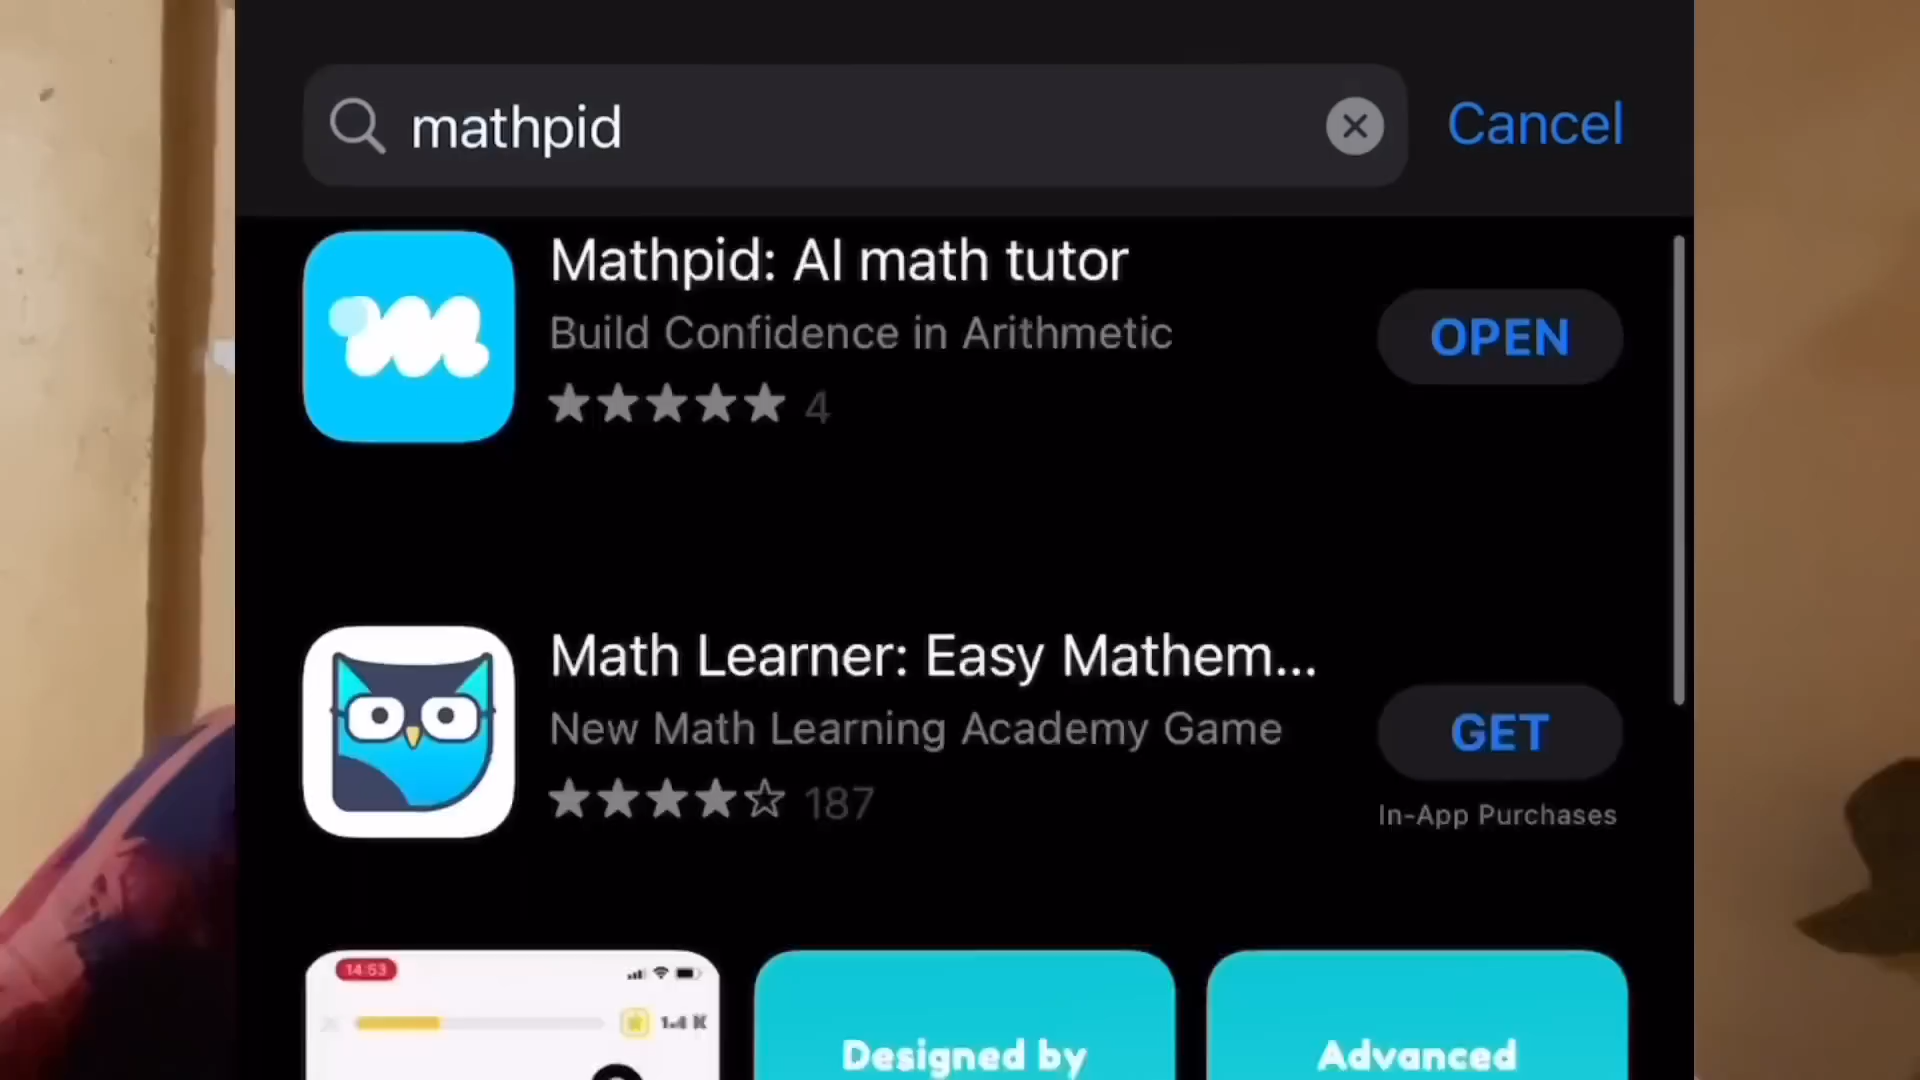 mathpid
Cancel
Mathpid: AI math tutor
Build Confidence in Arithmetic
OPEN
4
Math Learner: Easy Mathem...
New Math Learning Academy Game
GET
187
In-App Purchases
14:53
Designed by
Advanced